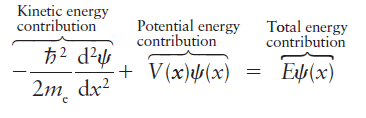 Kinetic energy
contribution
Potential energy
contribution
Total energy
contribution
− ħ² d²ψ / 2mₑ dx² + V(x)ψ(x) = Eψ(x)